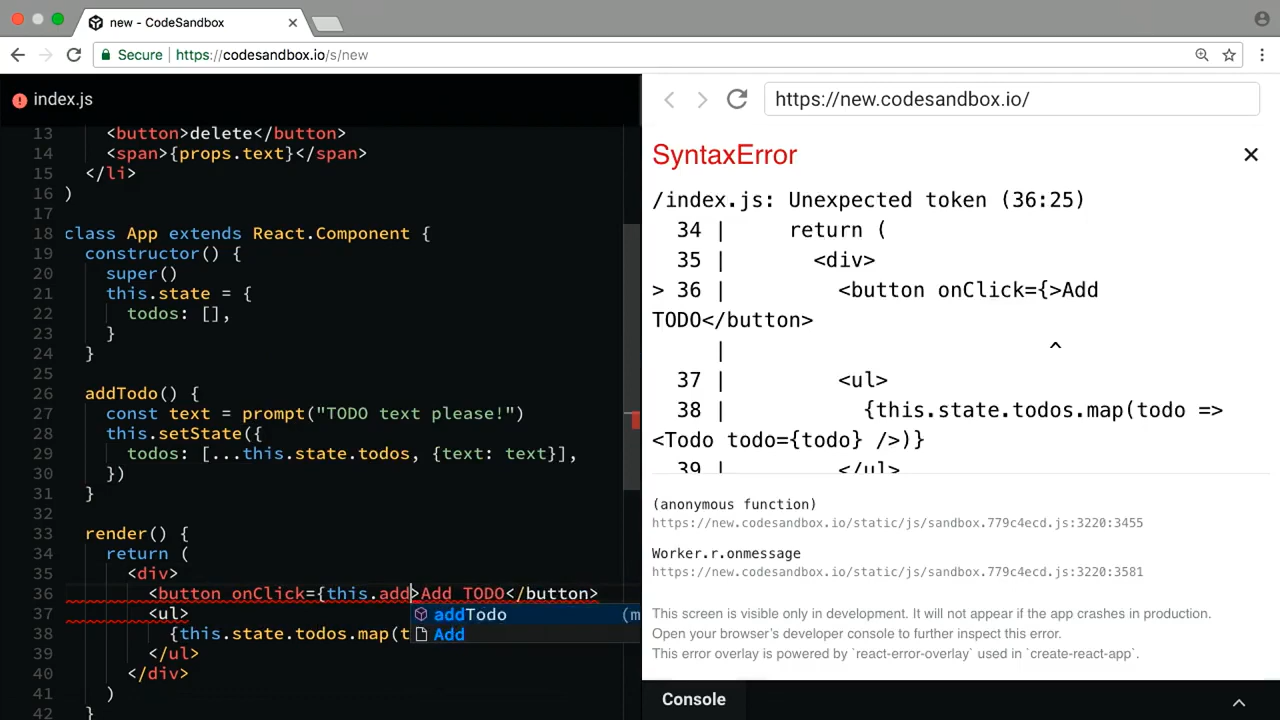 new - CodeSandbox
Secure https://codesandbox.io/s/new
index.js
13 <button>delete</button>
14 <span>{props.text}</span>
15 </li>
16 )
17
18 class App extends React.Component {
19 constructor() {
20 super()
21 this.state = {
22 todos: [],
23 }
24 }
25
26 addTodo() {
27 const text = prompt("TODO text please!")
28 this.setState({
29 todos: [...this.state.todos, {text: text}],
30 })
31 }
32
33 render() {
34 return (
35 <div>
36 <button onClick={this.add>Add TODO</button>
37 <ul>
addTodo (m
38 {this.state.todos.map(t
Add
39 </ul>
40 </div>
41 )
42 }
https://new.codesandbox.io/
SyntaxError
/index.js: Unexpected token (36:25)
34 | return (
35 | <div>
> 36 | <button onClick={>Add
TODO</button>
| ^
37 | <ul>
38 | {this.state.todos.map(todo =>
<Todo todo={todo} />)}
39 | </ul>
(anonymous function)
https://new.codesandbox.io/static/js/sandbox.779c4ecd.js:3220:3455
Worker.r.onmessage
https://new.codesandbox.io/static/js/sandbox.779c4ecd.js:3220:3581
This screen is visible only in development. It will not appear if the app crashes in production.
Open your browser's developer console to further inspect this error.
This error overlay is powered by `react-error-overlay` used in `create-react-app`.
Console